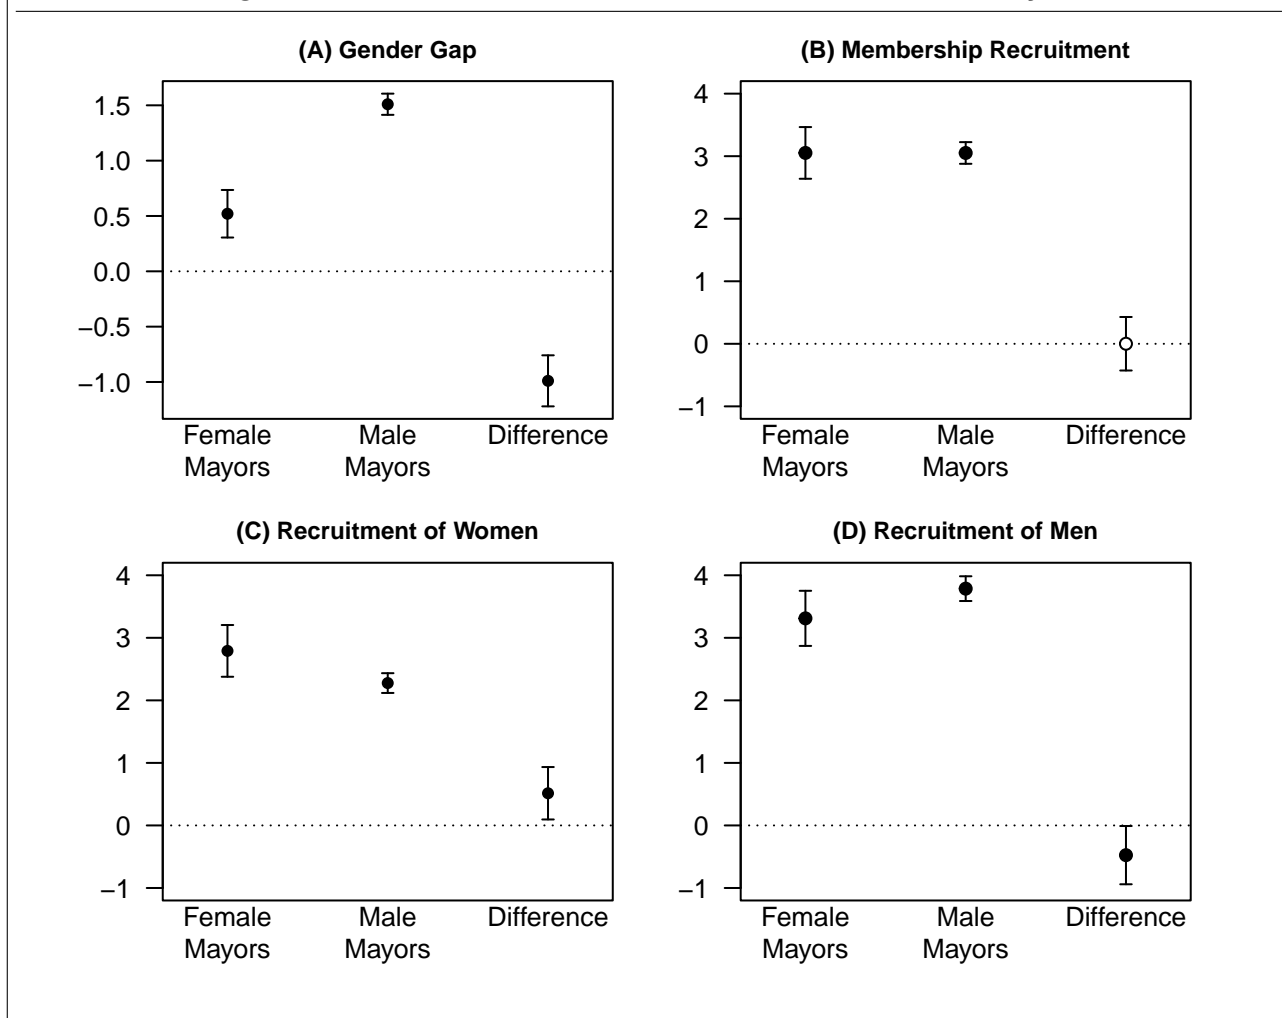 (A) Gender Gap
1.5
1.0
0.5
0.0
−0.5
−1.0
Female
Mayors
Male
Mayors
Difference
(B) Membership Recruitment
4
3
2
1
0
−1
Female
Mayors
Male
Mayors
Difference
(C) Recruitment of Women
4
3
2
1
0
−1
Female
Mayors
Male
Mayors
Difference
(D) Recruitment of Men
4
3
2
1
0
−1
Female
Mayors
Male
Mayors
Difference